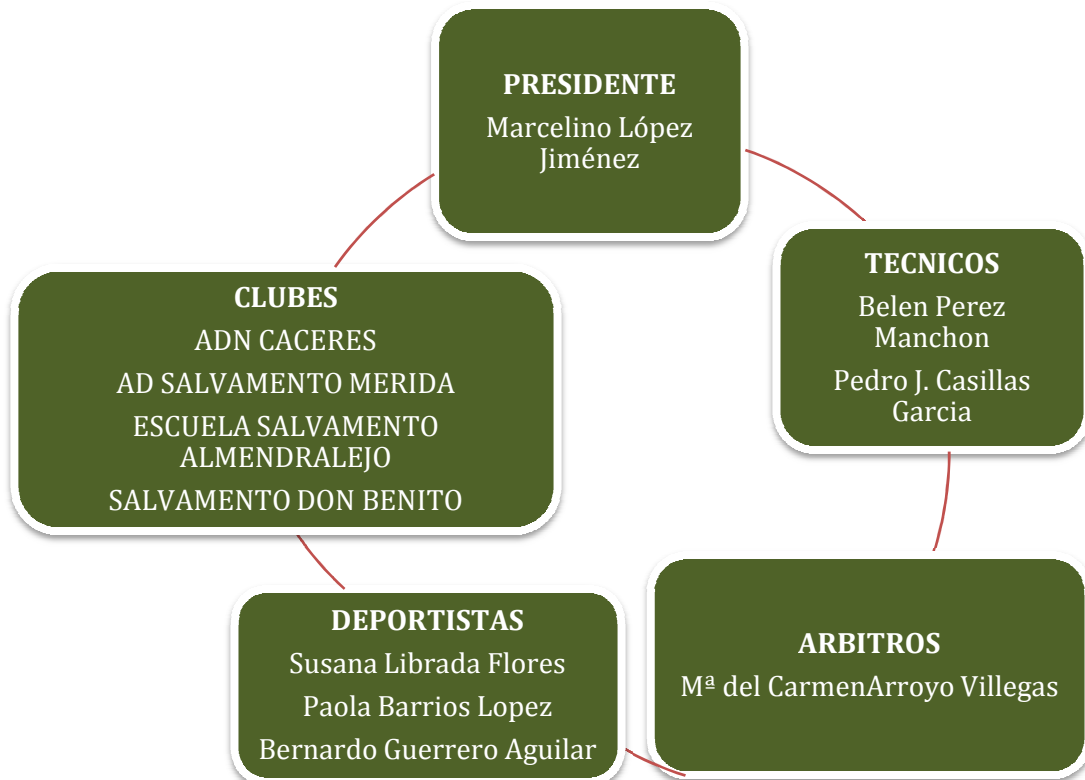 PRESIDENTE
Marcelino López
Jiménez
TECNICOS
Belen Perez
Manchon
Pedro J. Casillas
Garcia
CLUBES
ADN CACERES
AD SALVAMENTO MERIDA
ESCUELA SALVAMENTO
ALMENDRALEJO
SALVAMENTO DON BENITO
DEPORTISTAS
Susana Librada Flores
Paola Barrios Lopez
Bernardo Guerrero Aguilar
ARBITROS
Mª del CarmenArroyo Villegas